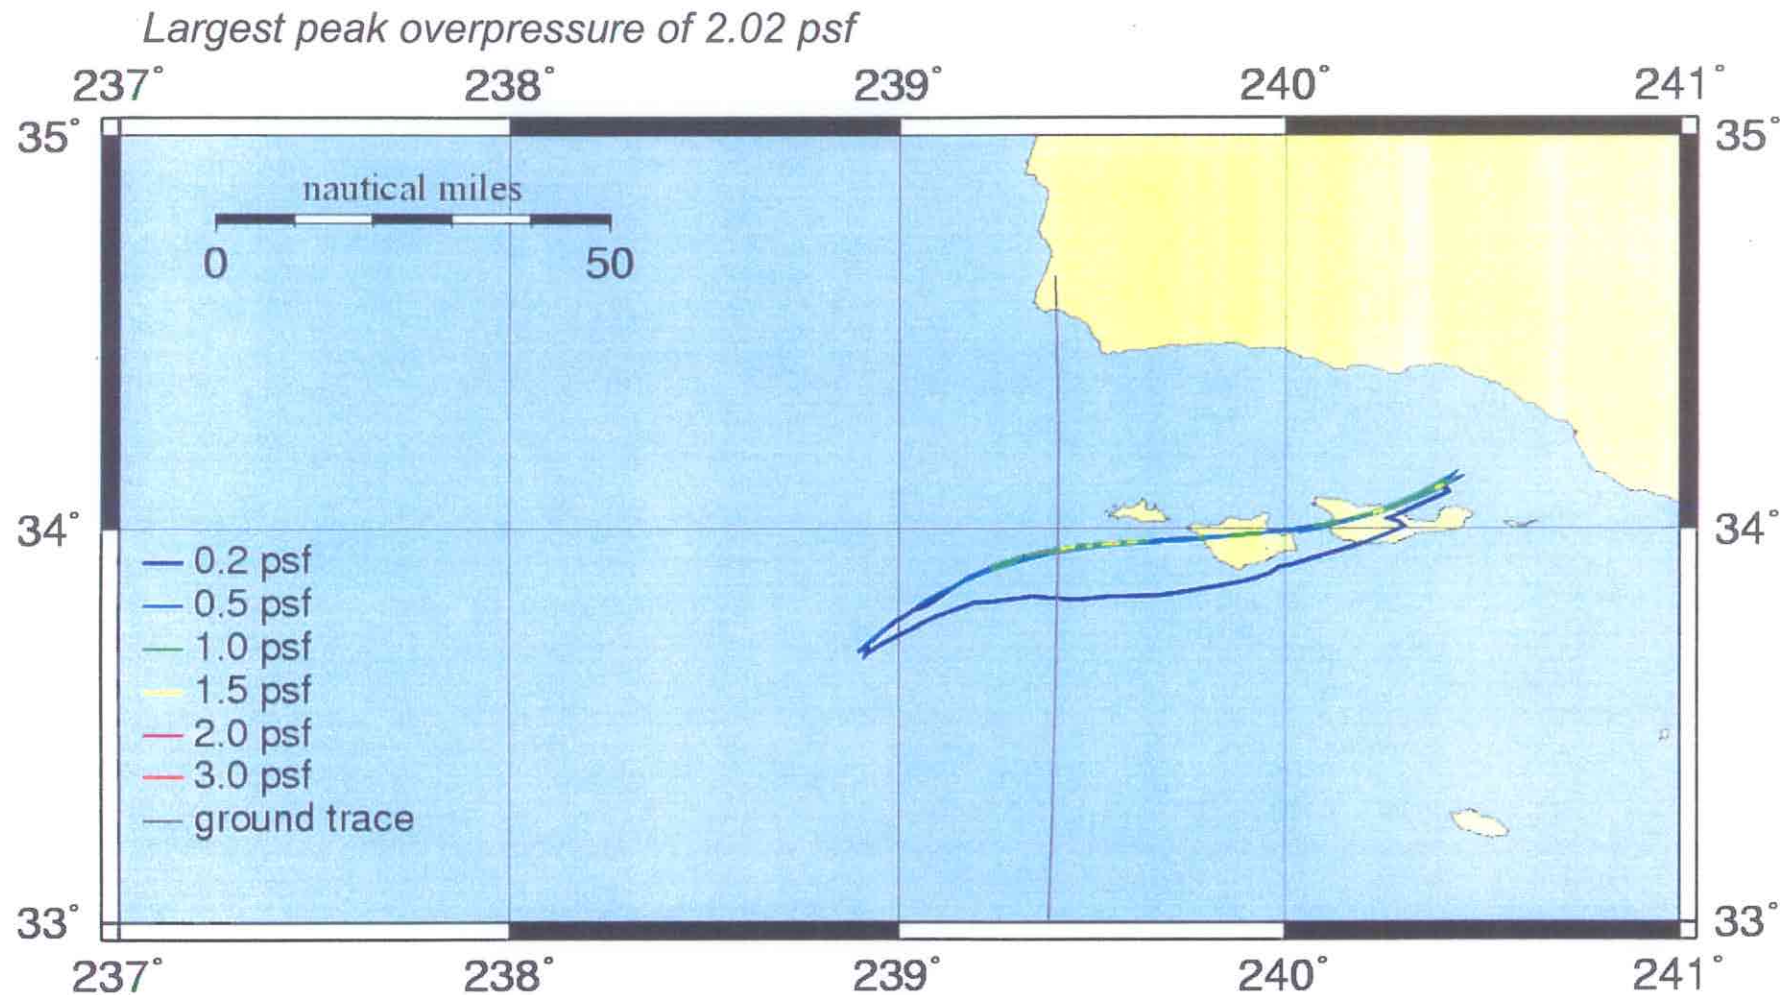 Largest peak overpressure of 2.02 psf
237° 238° 239° 240° 241°
35° 35°
nautical miles
0 50
34° 34°
0.2 psf
0.5 psf
1.0 psf
1.5 psf
2.0 psf
3.0 psf
ground trace
33° 33°
237° 238° 239° 240° 241°